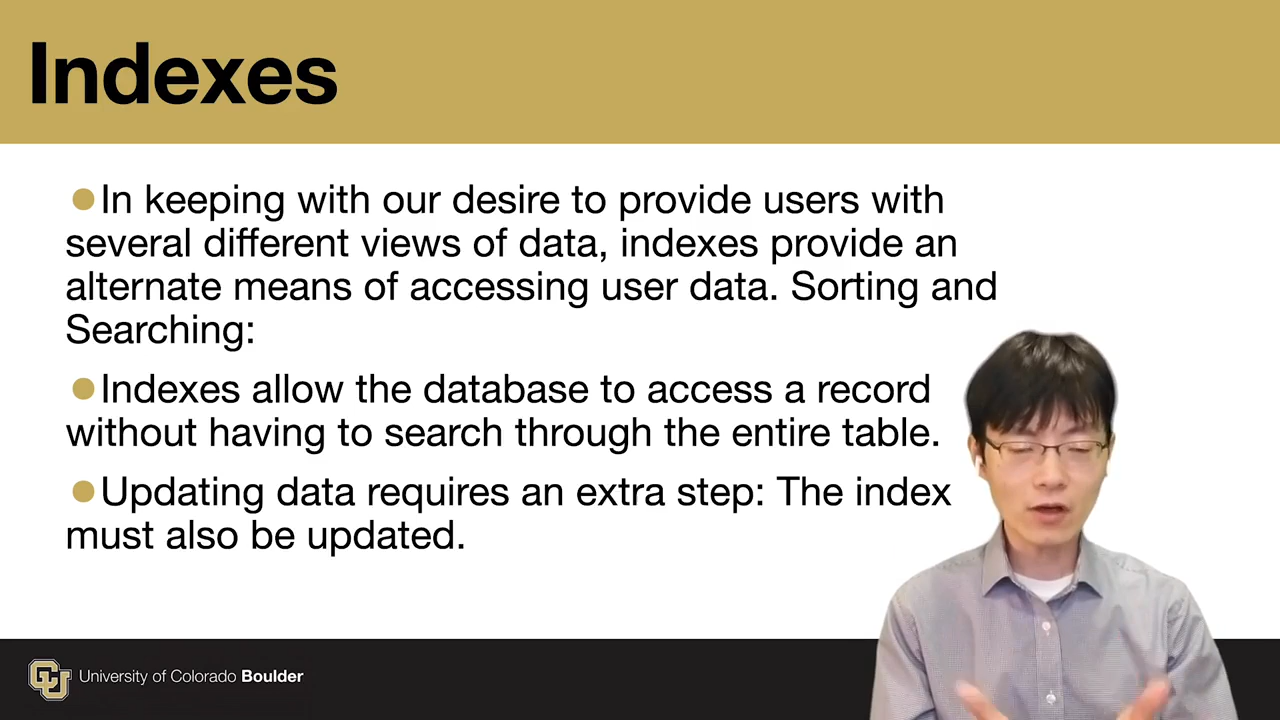 Indexes
●In keeping with our desire to provide users with
several different views of data, indexes provide an
alternate means of accessing user data. Sorting and
Searching:
●Indexes allow the database to access a record
without having to search through the entire table.
●Updating data requires an extra step: The index
must also be updated.
CU University of Colorado Boulder